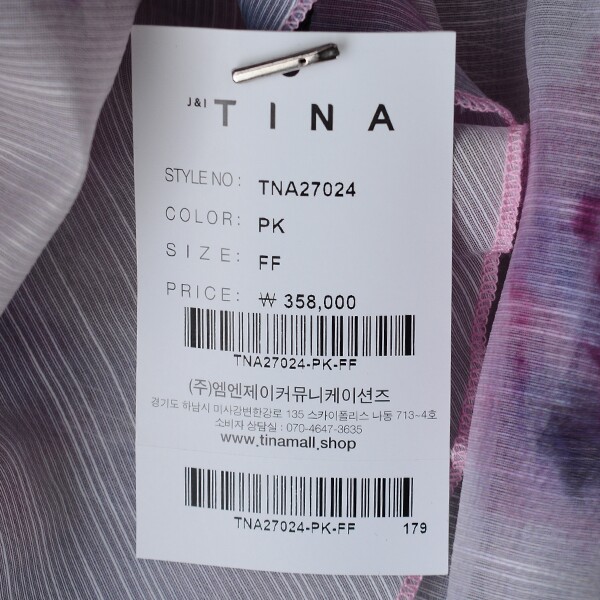 J&I TINA
STYLE NO: TNA27024
COLOR: PK
SIZE: FF
PRICE: ₩ 358,000
TNA27024-PK-FF
(주)엠엔제이커뮤니케이션즈
경기도 하남시 미사강변한강로 135 스카이폴리스 나동 713~4호
소비자 상담실 : 070-4647-3635
www.tinamall.shop
TNA27024-PK-FF 179